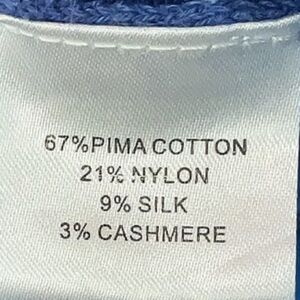 67%PIMA COTTON
21% NYLON
9% SILK
3% CASHMERE